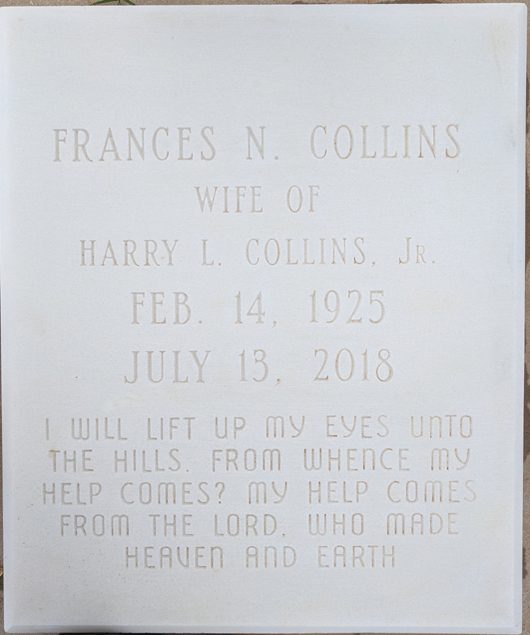 FRANCES N. COLLINS
WIFE OF
HARRY L. COLLINS, JR.
FEB. 14, 1925
JULY 13, 2018
I WILL LIFT UP MY EYES UNTO
THE HILLS. FROM WHENCE MY
HELP COMES? MY HELP COMES
FROM THE LORD, WHO MADE
HEAVEN AND EARTH